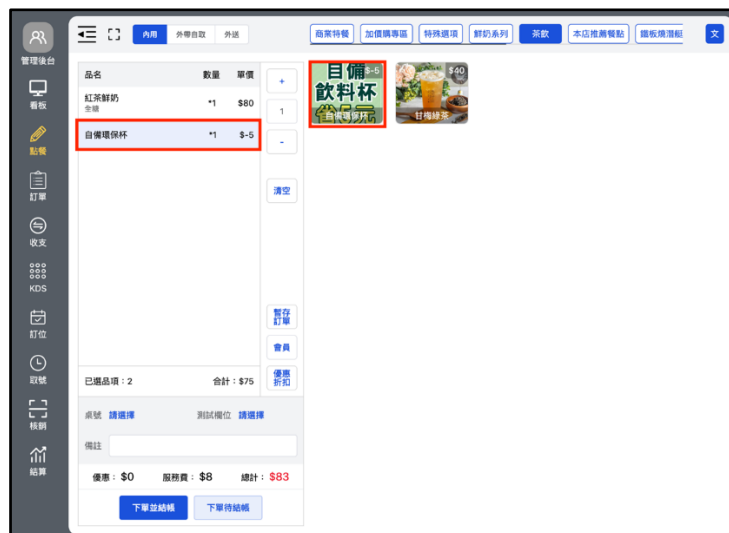 管理後台
看板
點餐
訂單
收支
KDS
訂位
取號
核銷
結算
內用
外帶自取
外送
商業特餐
加價購專區
特殊選項
鮮奶系列
茶飲
本店推薦餐點
鐵板燒潛艇
文
品名 數量 單價
紅茶鮮奶 *1 $80
全糖
自備環保杯 *1 $-5
+
1
-
清空
暫存
訂單
會員
優惠
折扣
已選品項：2 合計：$75
桌號 請選擇 測試欄位 請選擇
備註
優惠：$0 服務費：$8 總計：$83
下單並結帳
下單待結帳
自備
$-5
飲料杯
省5元
自備環保杯
$40
甘梅綠茶